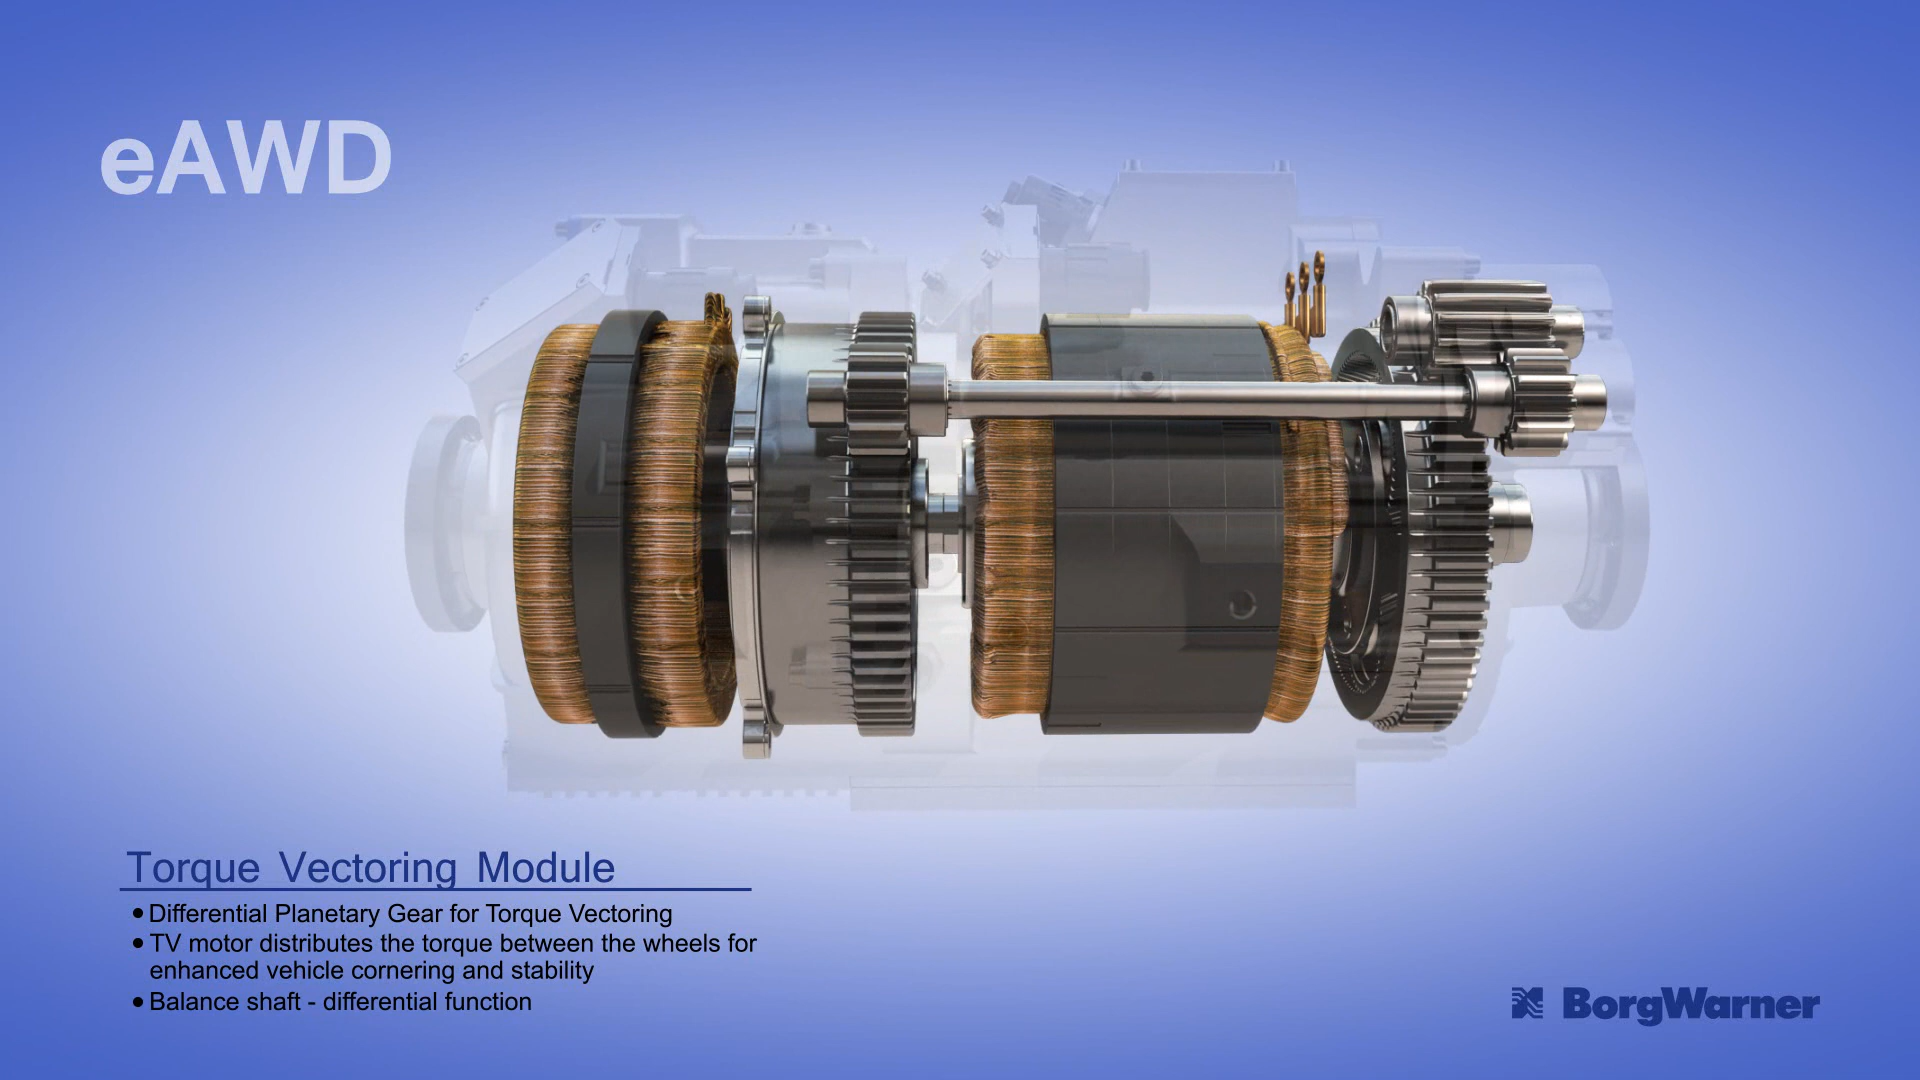 eAWD
Torque Vectoring Module
• Differential Planetary Gear for Torque Vectoring
• TV motor distributes the torque between the wheels for
enhanced vehicle cornering and stability
• Balance shaft - differential function
BorgWarner